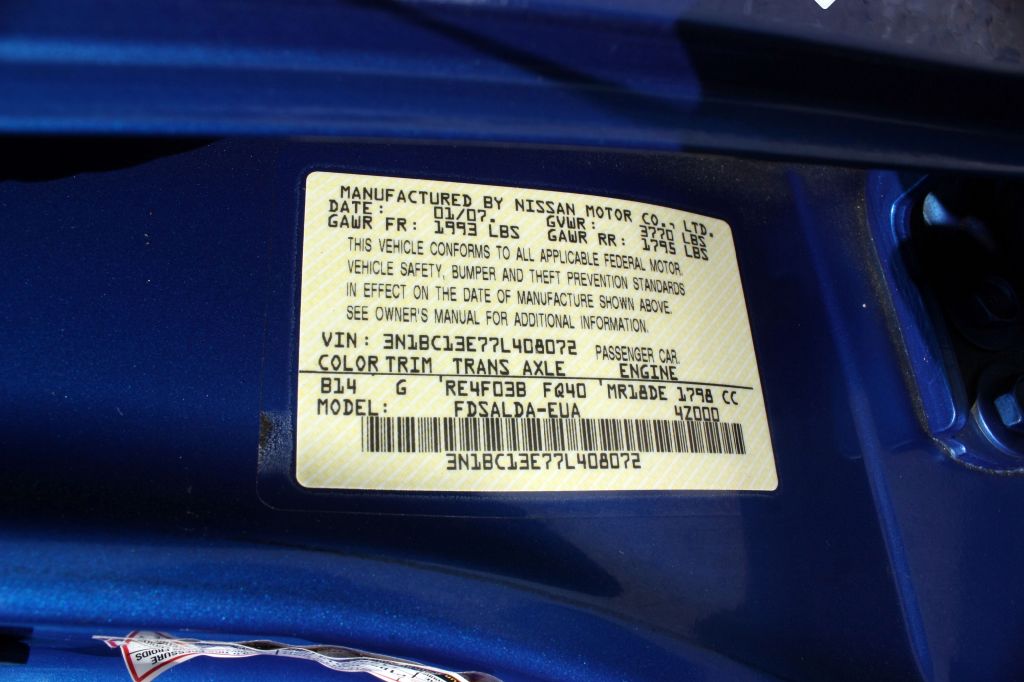 MANUFACTURED BY NISSAN MOTOR CO., LTD.
DATE: 01/07. GVWR: 3770 LBS
GAWR FR: 1993 LBS GAWR RR: 1795 LBS
THIS VEHICLE CONFORMS TO ALL APPLICABLE FEDERAL MOTOR
VEHICLE SAFETY, BUMPER AND THEFT PREVENTION STANDARDS
IN EFFECT ON THE DATE OF MANUFACTURE SHOWN ABOVE.
SEE OWNER'S MANUAL FOR ADDITIONAL INFORMATION.
VIN: 3N1BC13E77L408072 PASSENGER CAR
COLOR TRIM TRANS AXLE ENGINE
B14 G RE4F03B FQ40 MR18DE 1798 CC
MODEL: FDSALDA-EUA 4Z000
3N1BC13E77L408072